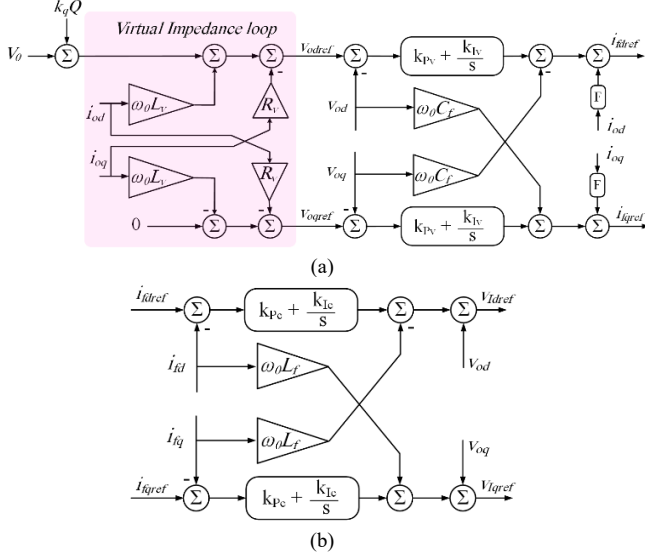 k_qQ
Virtual Impedance loop
V_0
Σ
Σ
Σ
-
v_odref
Σ
-
k_Pv + k_Iv/s
-
Σ
Σ
i_fdref
i_od
ω_0L_v
R_v
V_od
ω_0C_f
F
i_od
i_oq
ω_0L_v
R_v
V_oq
ω_0C_f
i_oq
F
0
-
Σ
-
Σ
v_oqref
-
Σ
k_Pv + k_Iv/s
Σ
Σ
i_fqref
(a)
i_fdref
Σ
-
k_Pc + k_Ic/s
Σ
-
Σ
v_Idref
i_fd
ω_0L_f
v_od
i_fq
ω_0L_f
v_oq
i_fqref
-
Σ
k_Pc + k_Ic/s
Σ
Σ
v_Iqref
(b)